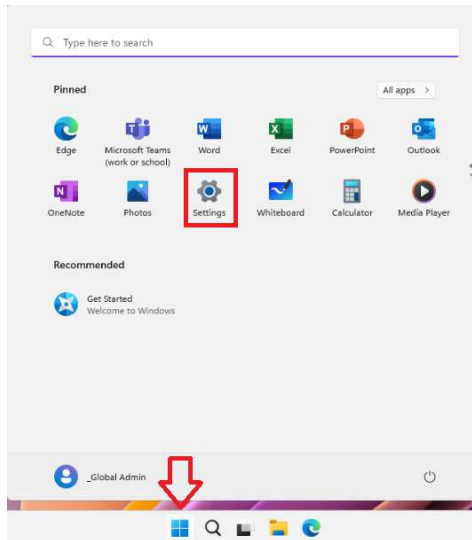 Type here to search
Pinned
All apps >
Edge
Microsoft Teams
(work or school)
Word
Excel
PowerPoint
Outlook
OneNote
Photos
Settings
Whiteboard
Calculator
Media Player
Recommended
Get Started
Welcome to Windows
_Global Admin